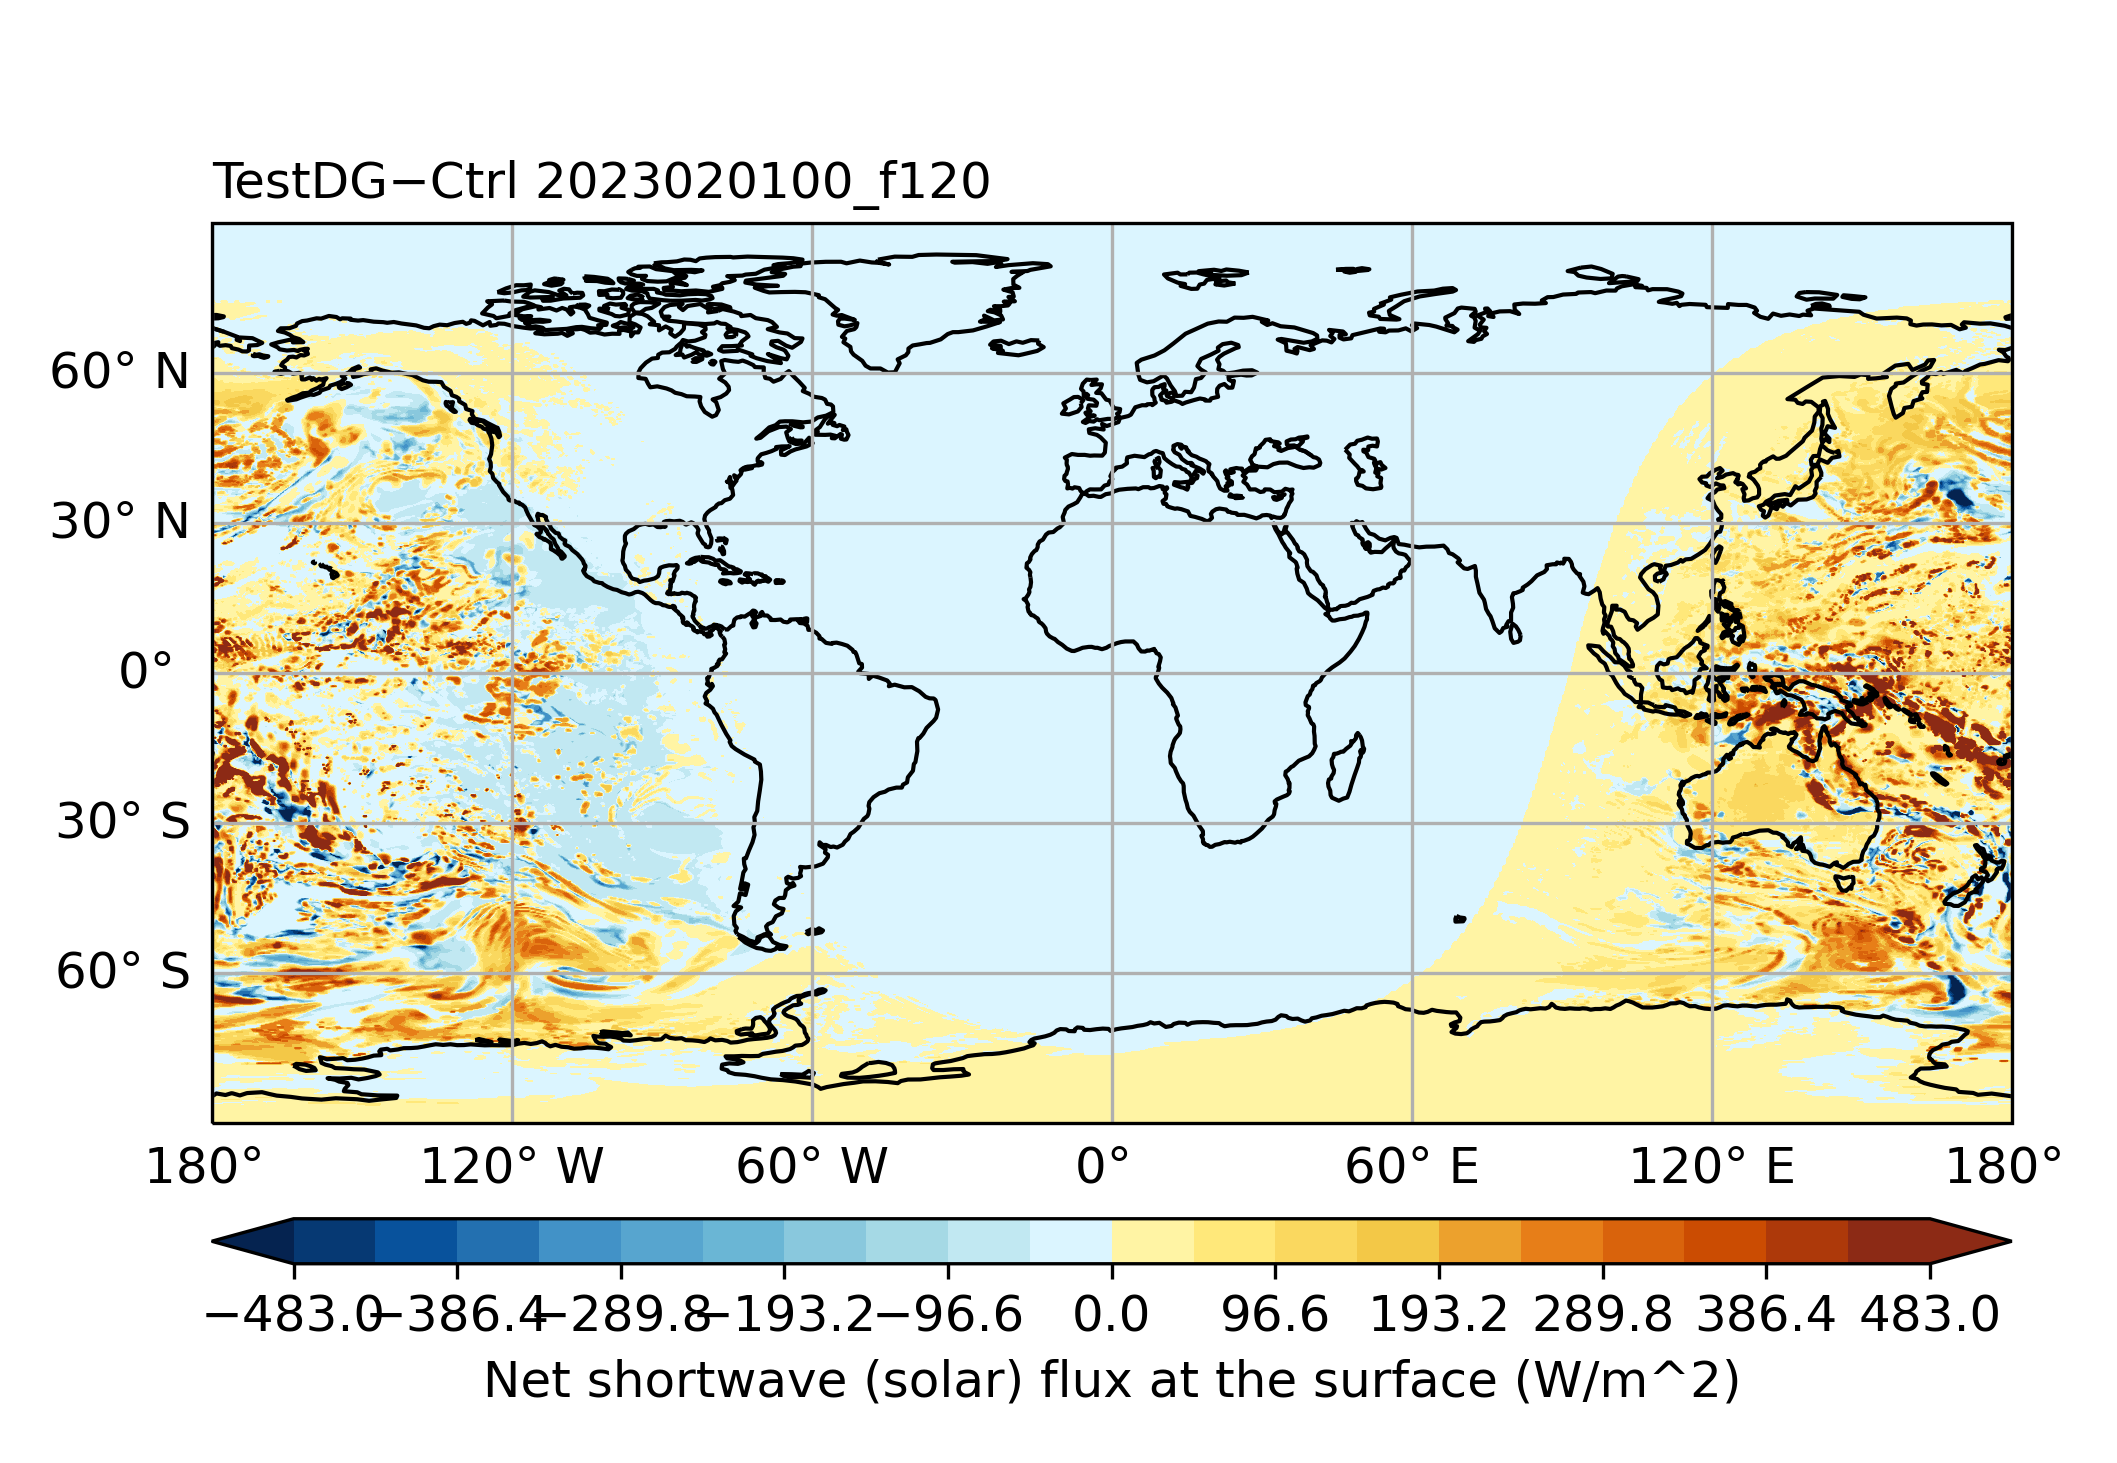 TestDG−Ctrl 2023020100_f120
60° N
30° N
0°
30° S
60° S
180° 120° W 60° W 0° 60° E 120° E 180°
−483.0 −386.4 −289.8 −193.2 −96.6 0.0 96.6 193.2 289.8 386.4 483.0
Net shortwave (solar) flux at the surface (W/m^2)